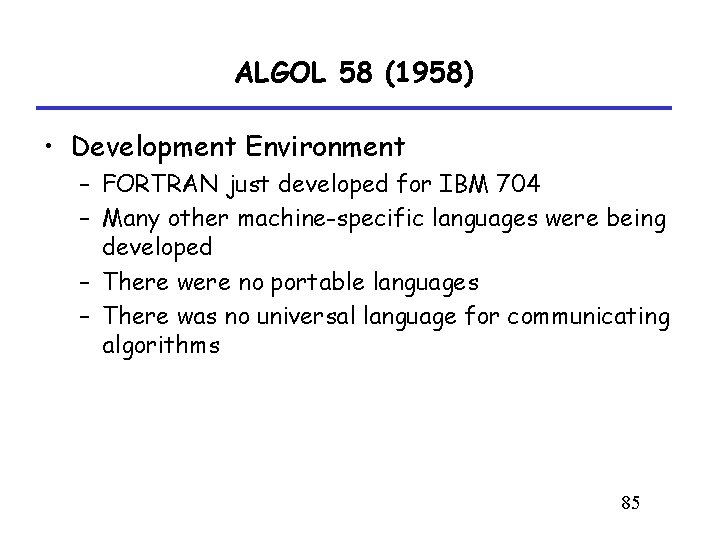 ALGOL 58 (1958)
• Development Environment
– FORTRAN just developed for IBM 704
– Many other machine-specific languages were being
developed
– There were no portable languages
– There was no universal language for communicating
algorithms
85